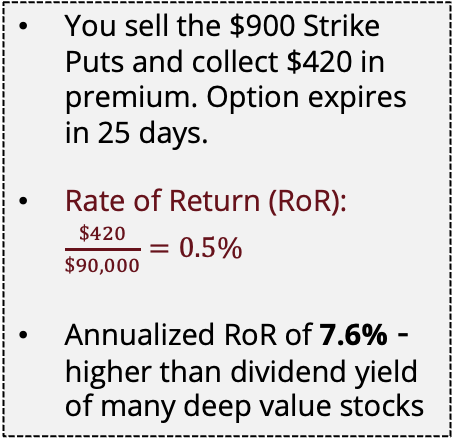 • You sell the $900 Strike
Puts and collect $420 in
premium. Option expires
in 25 days.
• Rate of Return (RoR):
$420
$90,000
= 0.5%
• Annualized RoR of 7.6% -
higher than dividend yield
of many deep value stocks